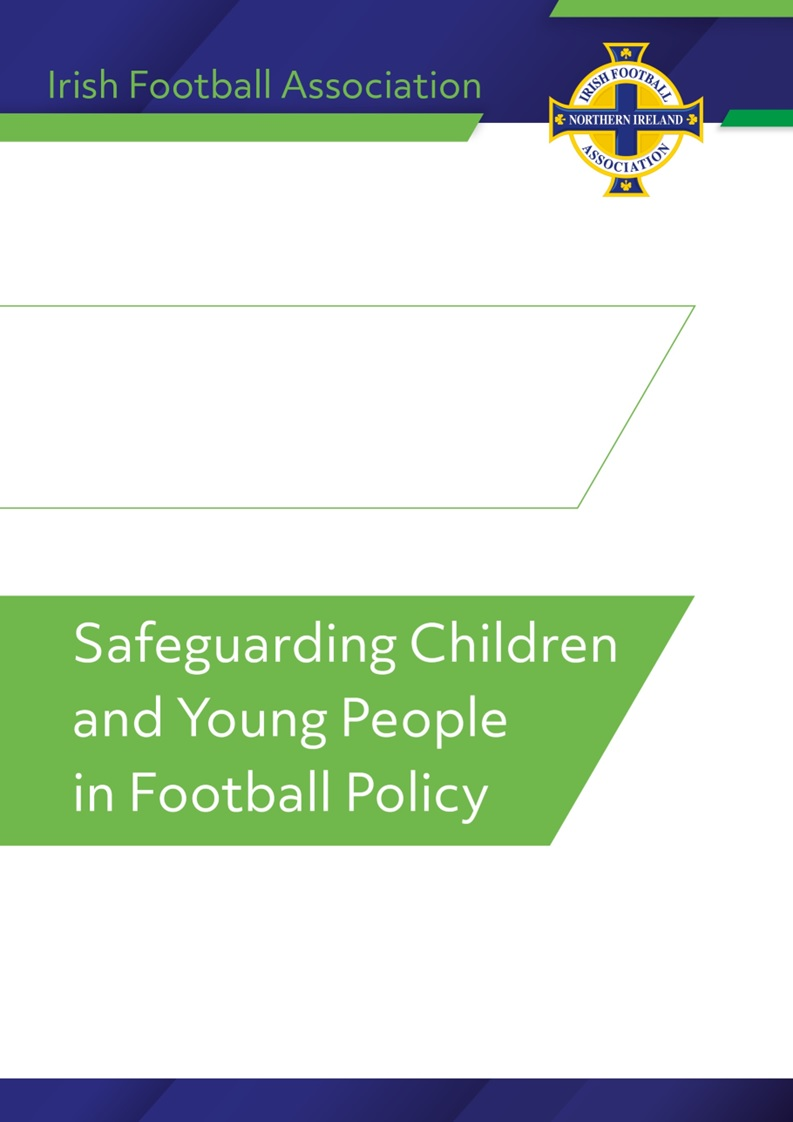 Irish Football Association
IRISH FOOTBALL
NORTHERN IRELAND
ASSOCIATION
Safeguarding Children
and Young People
in Football Policy